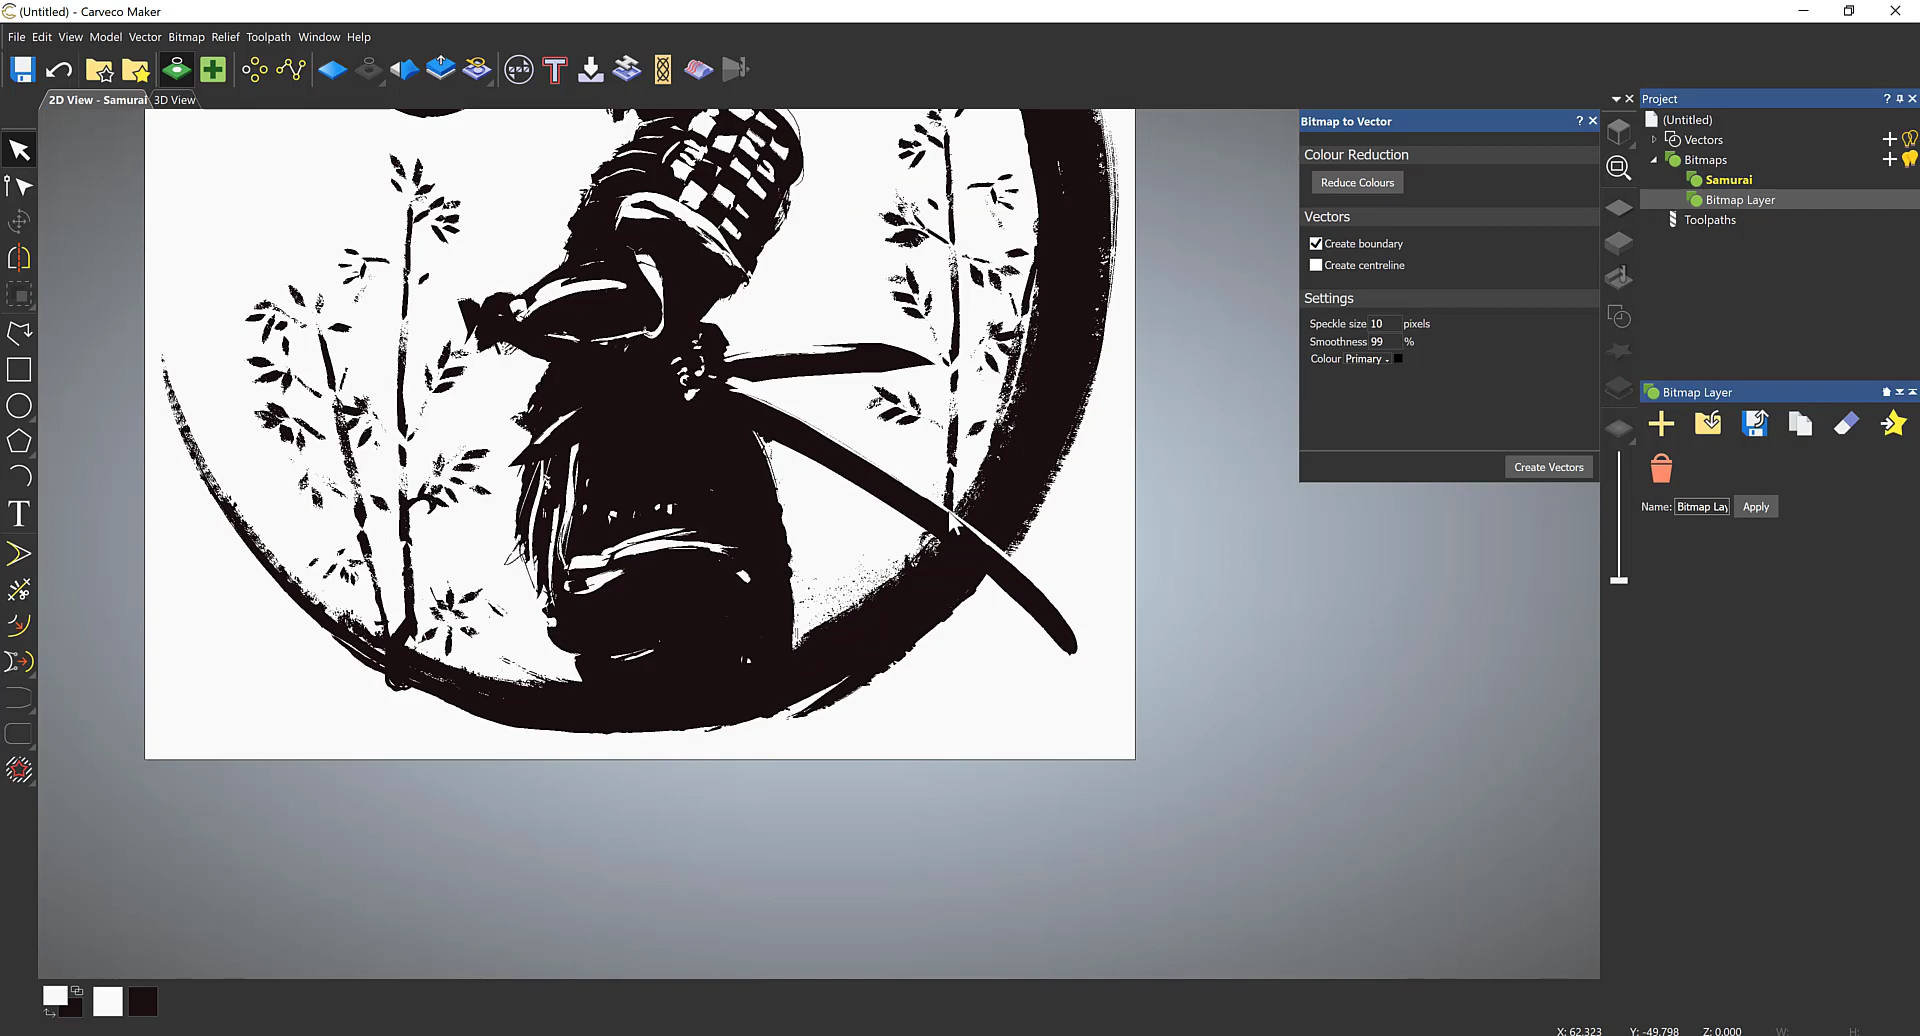 (Untitled) - Carveco Maker
File Edit View Model Vector Bitmap Relief Toolpath Window Help
2D View - Samurai 3D View
Bitmap to Vector ?
Colour Reduction
Reduce Colours
Vectors
Create boundary
Create centreline
Settings
Speckle size 10 pixels
Smoothness 99 %
Colour Primary
Create Vectors
Project ?
(Untitled)
Vectors
Bitmaps
Samurai
Bitmap Layer
Toolpaths
Bitmap Layer
Name: Bitmap Lay Apply
X: 62.323 Y: -49.798 Z: 0.000 W: H: